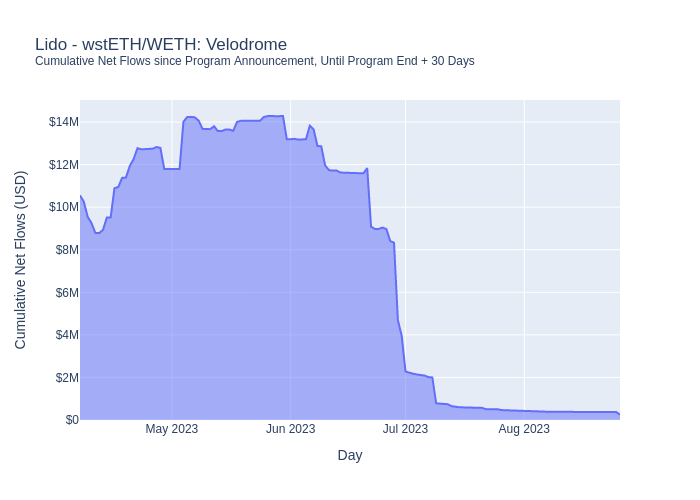 Lido - wstETH/WETH: Velodrome
Cumulative Net Flows since Program Announcement, Until Program End + 30 Days
Cumulative Net Flows (USD)
$14M
$12M
$10M
$8M
$6M
$4M
$2M
$0
May 2023
Jun 2023
Jul 2023
Aug 2023
Day